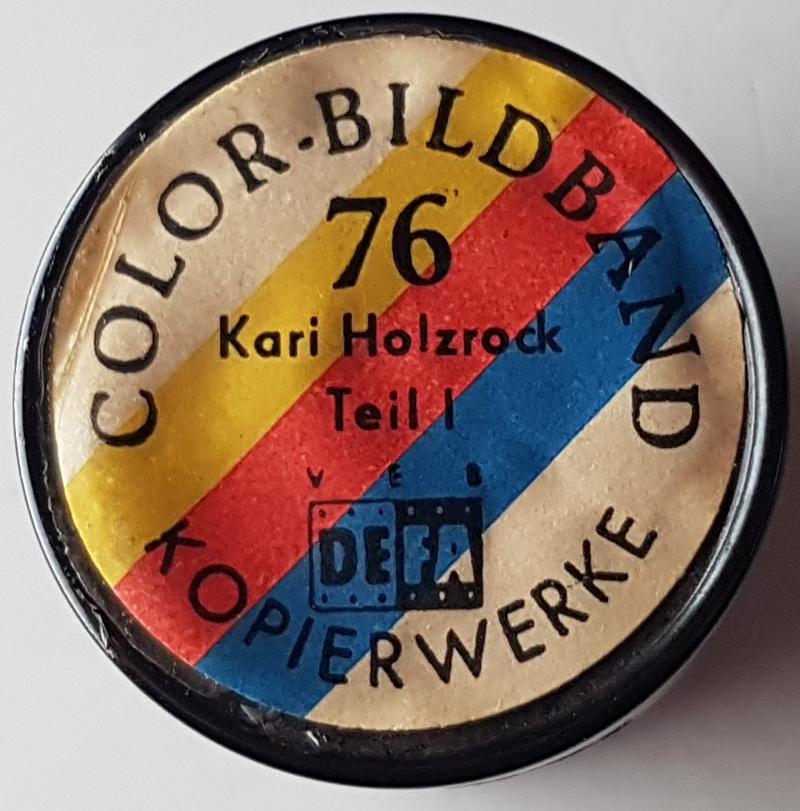 COLOR-BILDBAND
76
Kari Holzrock
Teil I
VEB
DEFA
KOPIERWERKE